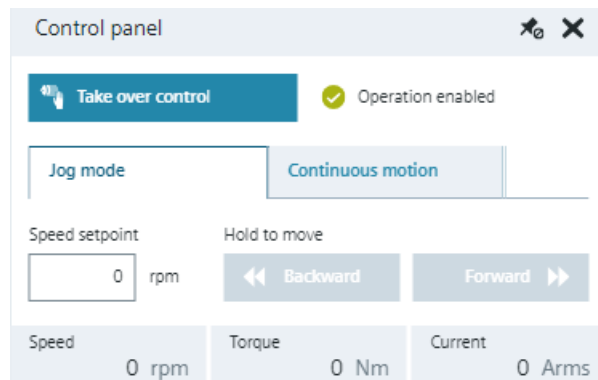 Control panel
Take over control
Operation enabled
Jog mode
Continuous motion
Speed setpoint
Hold to move
0 rpm
Backward
Forward
Speed
Torque
Current
0 rpm
0 Nm
0 Arms